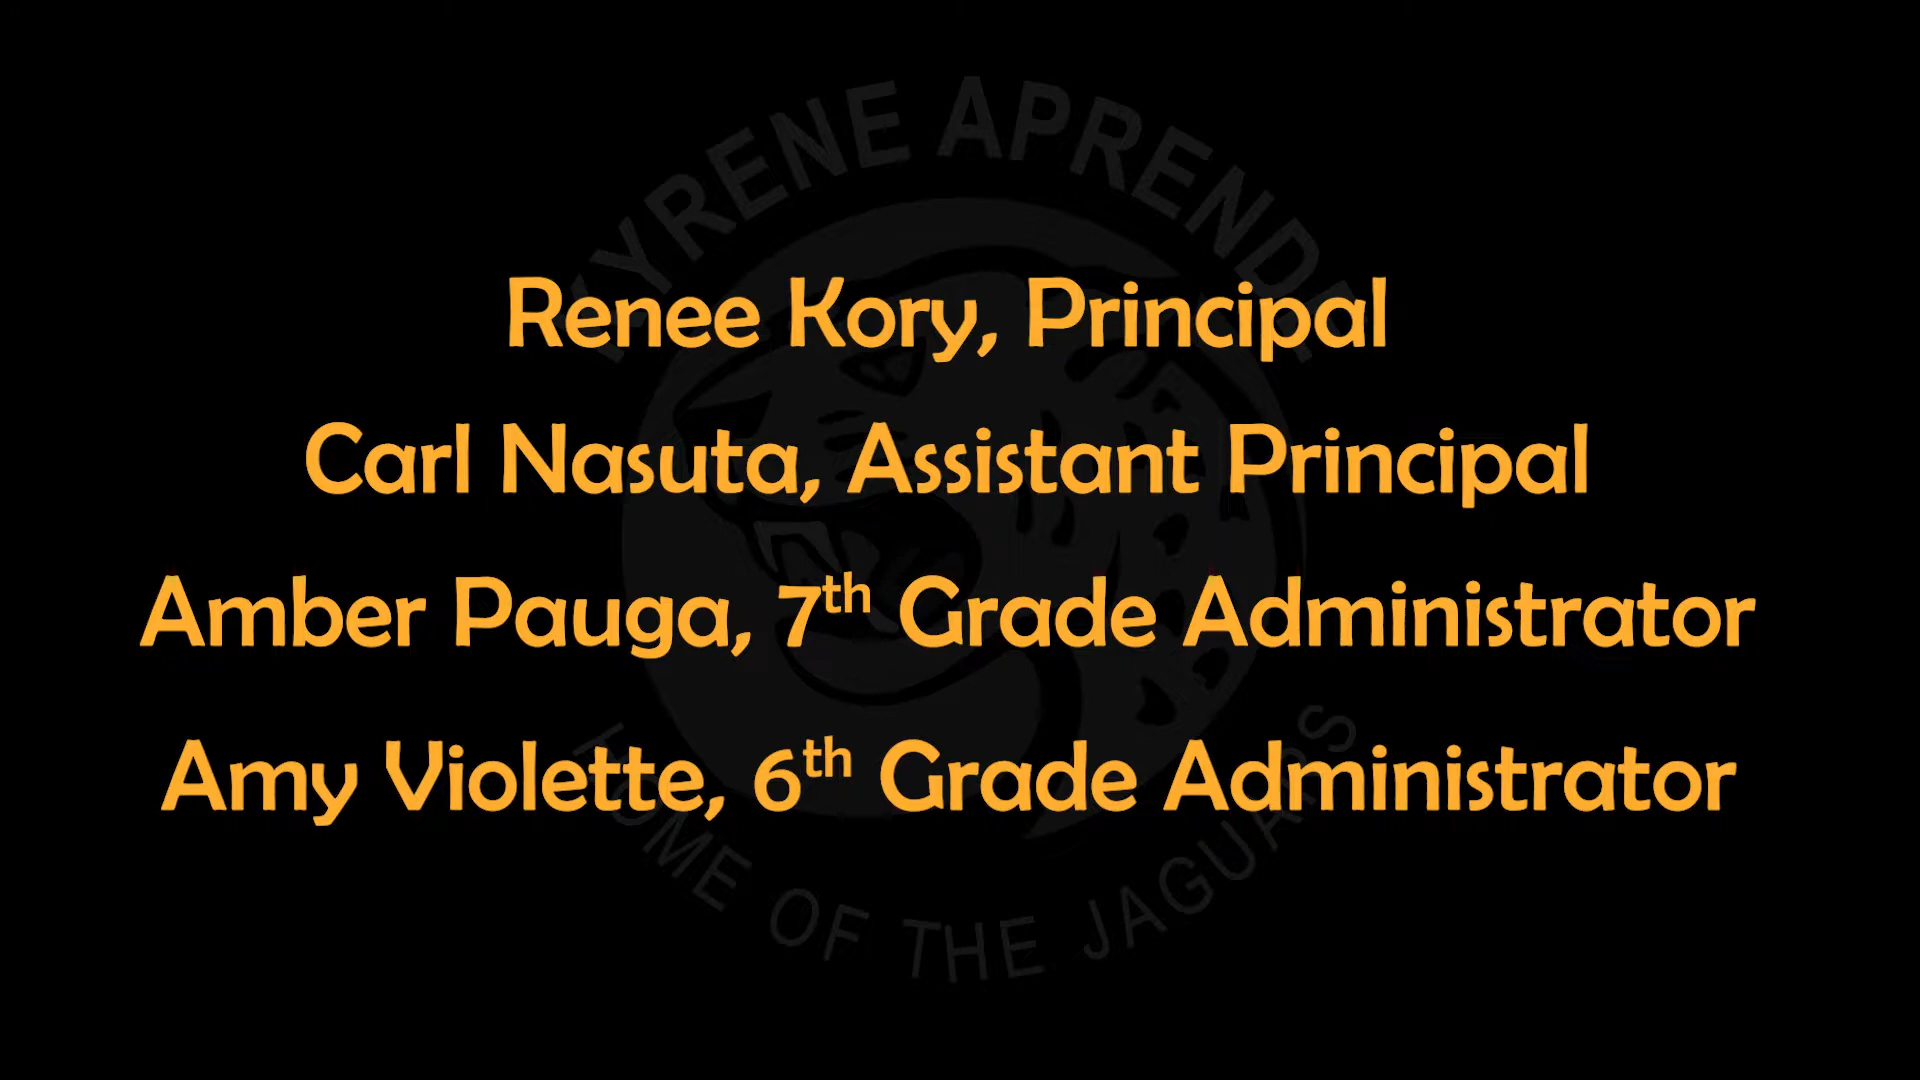 KYRENE APRENDE
Renee Kory, Principal
Carl Nasuta, Assistant Principal
Amber Pauga, 7th Grade Administrator
Amy Violette, 6th Grade Administrator
HOME OF THE JAGUARS